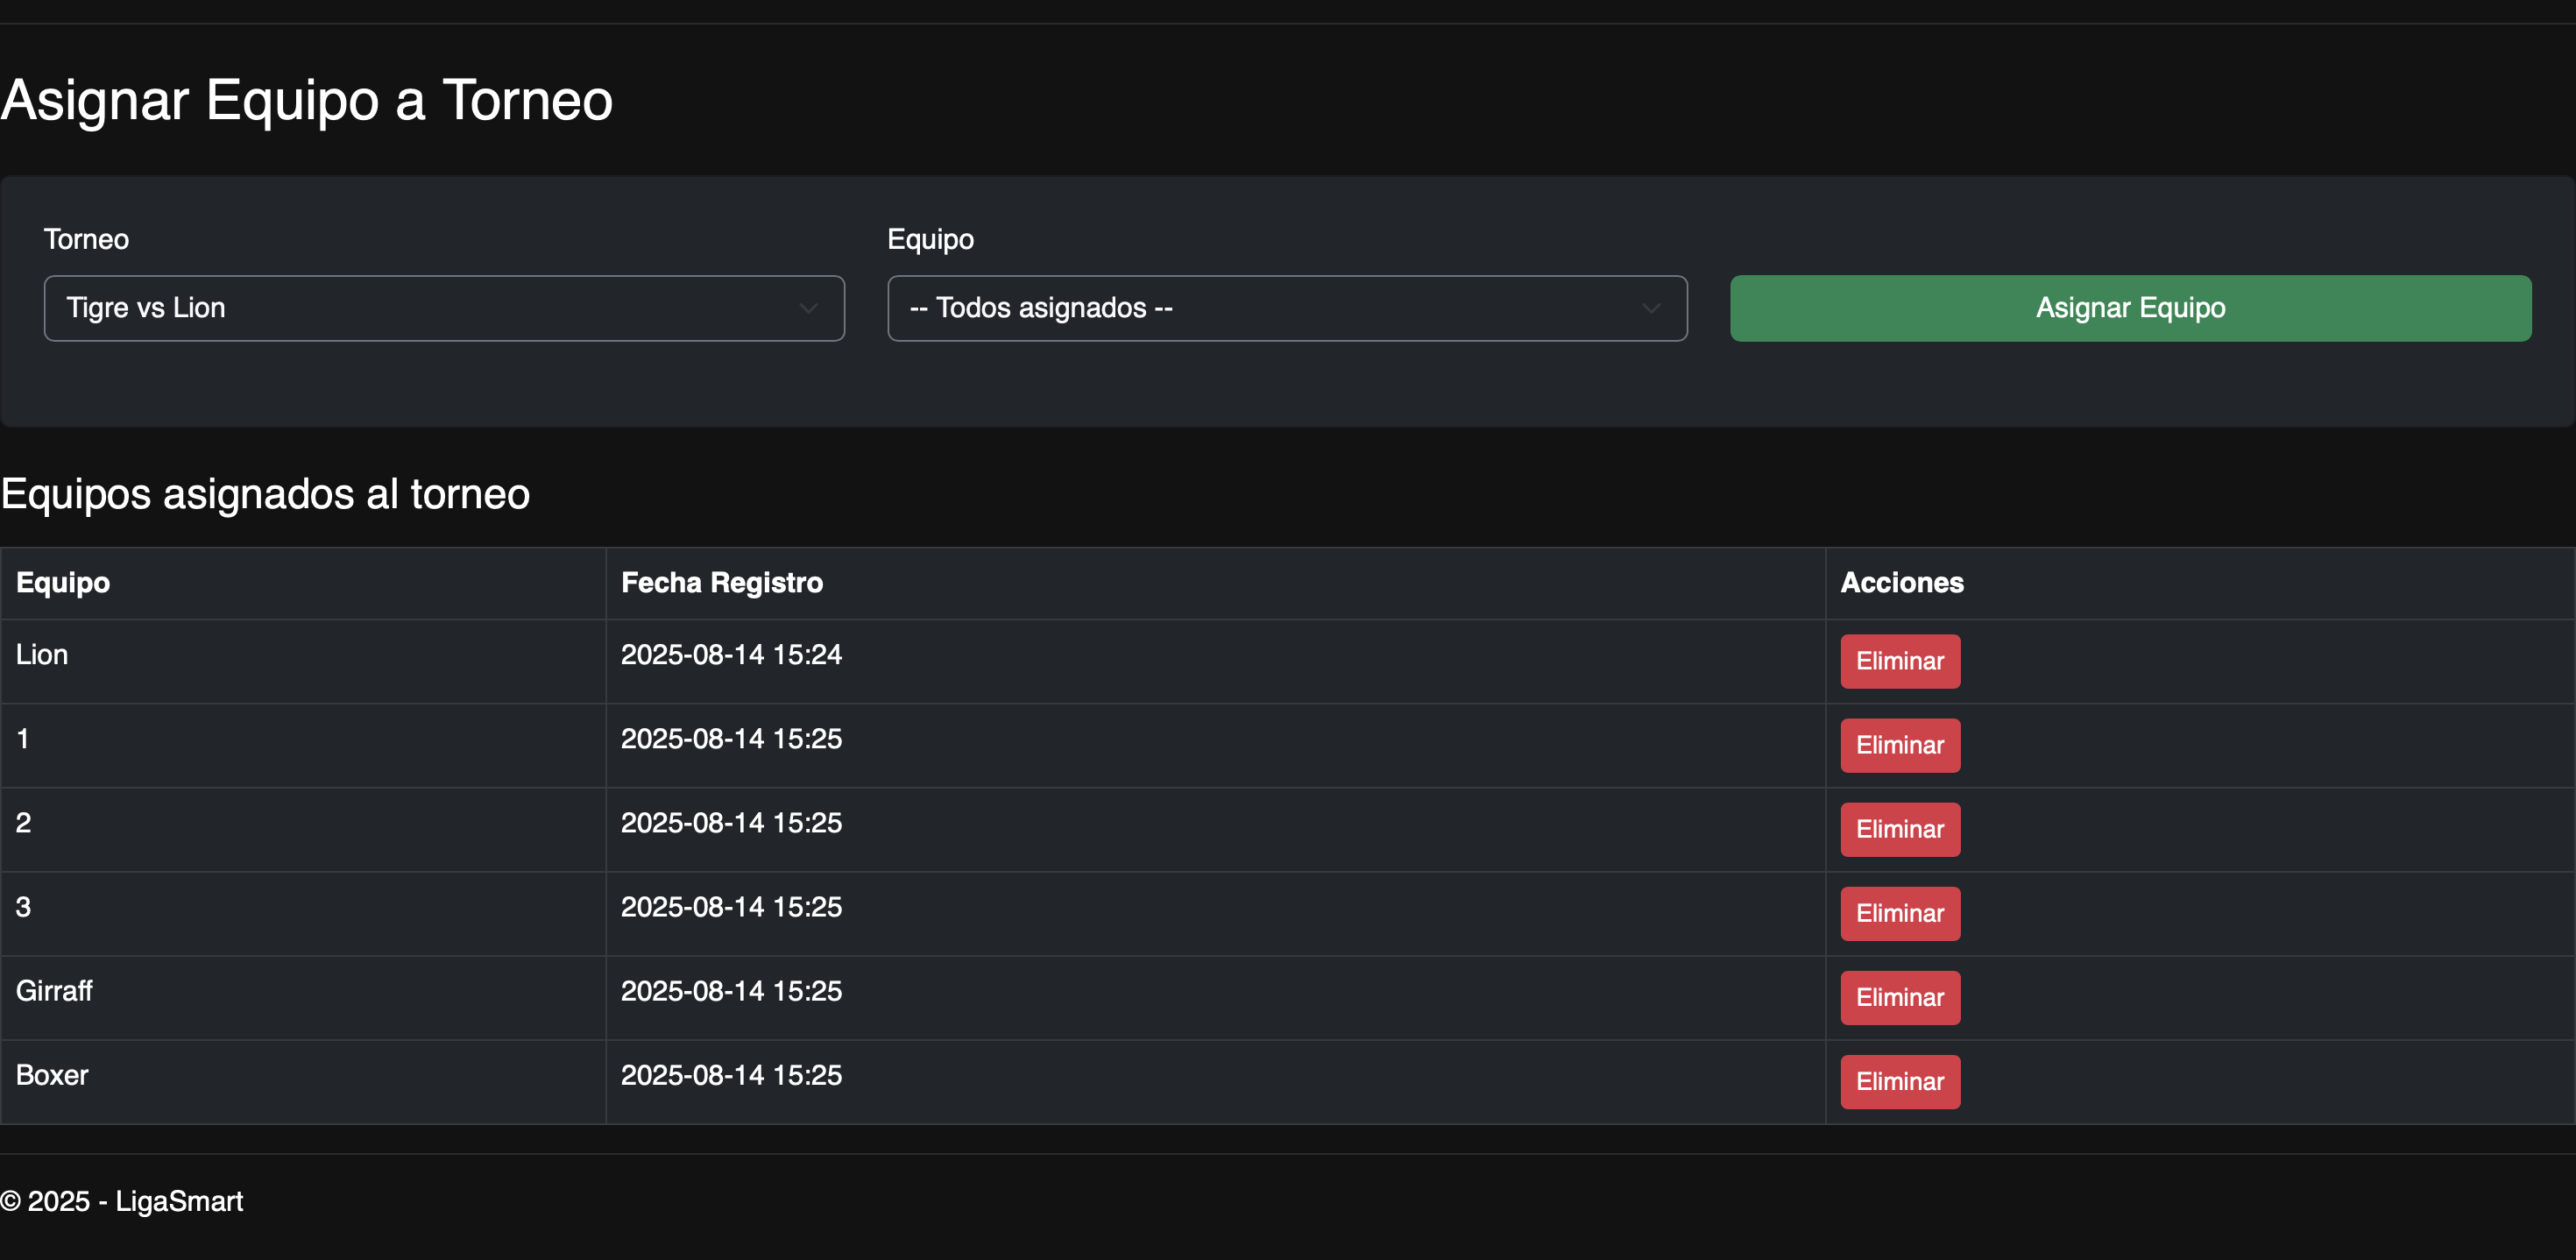 Asignar Equipo a Torneo
Torneo Equipo
Tigre vs Lion -- Todos asignados -- Asignar Equipo
Equipos asignados al torneo
Equipo Fecha Registro Acciones
Lion 2025-08-14 15:24 Eliminar
1 2025-08-14 15:25 Eliminar
2 2025-08-14 15:25 Eliminar
3 2025-08-14 15:25 Eliminar
Girraff 2025-08-14 15:25 Eliminar
Boxer 2025-08-14 15:25 Eliminar
© 2025 - LigaSmart